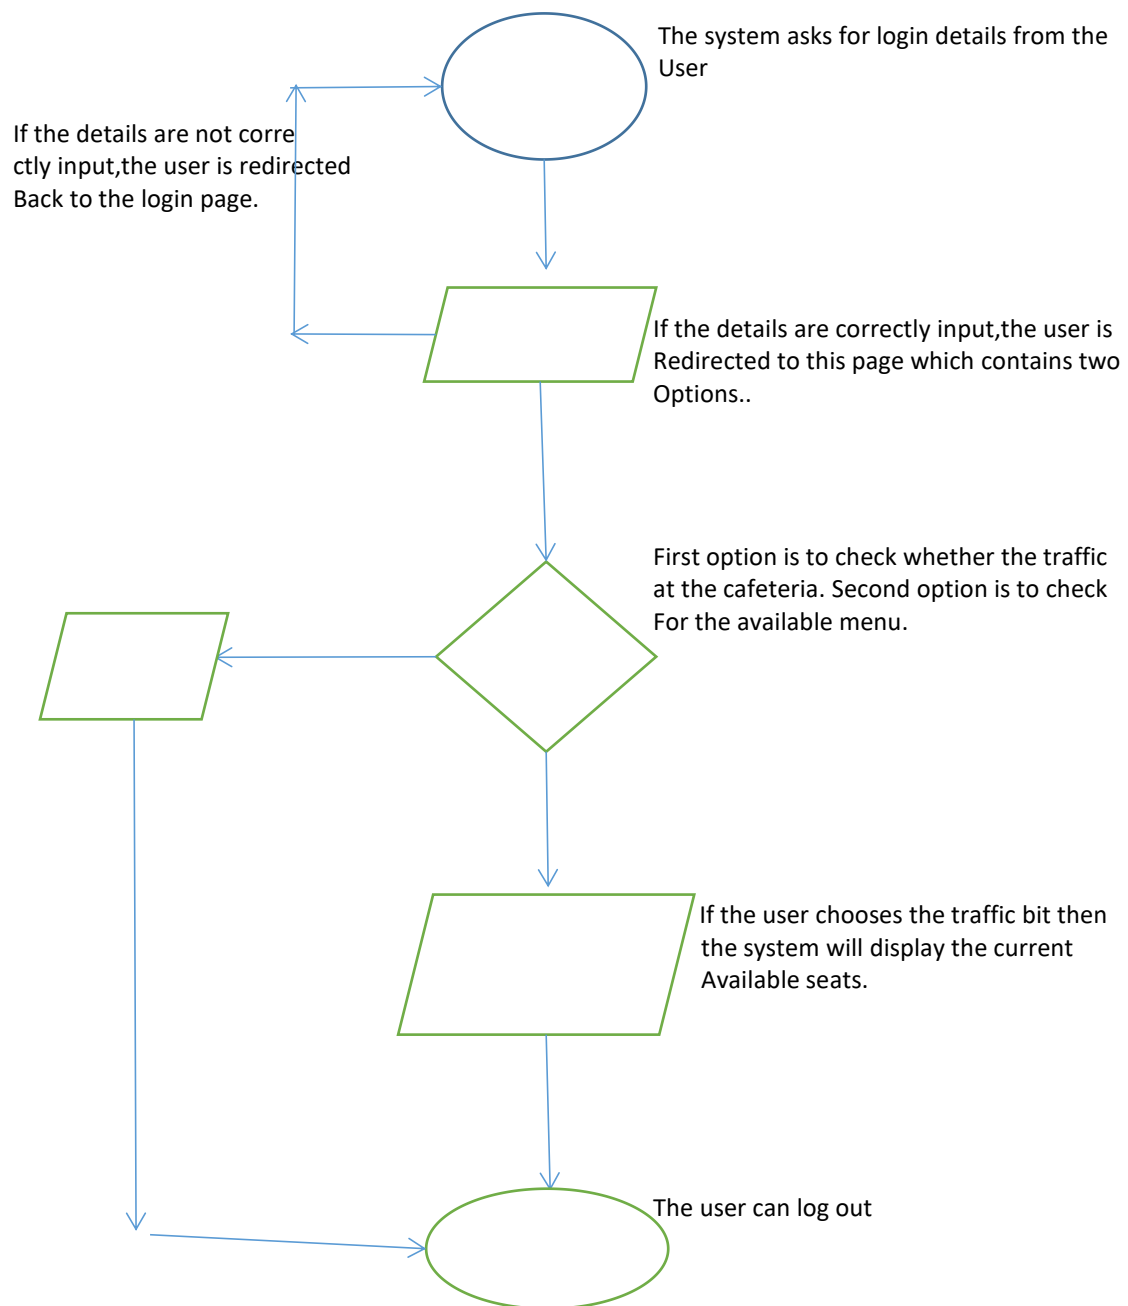 The system asks for login details from the
User
If the details are not corre
ctly input,the user is redirected
Back to the login page.
If the details are correctly input,the user is
Redirected to this page which contains two
Options..
First option is to check whether the traffic
at the cafeteria. Second option is to check
For the available menu.
If the user chooses the traffic bit then
the system will display the current
Available seats.
The user can log out